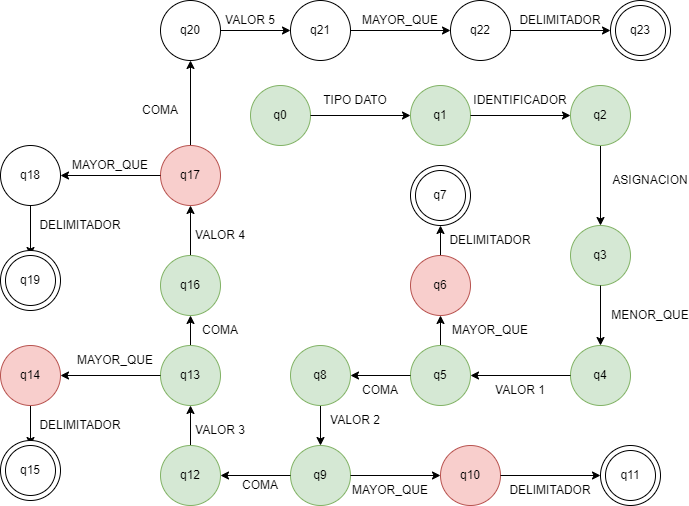 q20
VALOR 5
q21
MAYOR_QUE
q22
DELIMITADOR
q23
COMA
q0
TIPO DATO
q1
IDENTIFICADOR
q2
ASIGNACION
q18
MAYOR_QUE
q17
q7
DELIMITADOR
VALOR 4
DELIMITADOR
q3
q19
q16
q6
COMA
MAYOR_QUE
MENOR_QUE
q14
MAYOR_QUE
q13
q8
COMA
q5
VALOR 1
q4
DELIMITADOR
VALOR 3
VALOR 2
q15
q12
COMA
q9
MAYOR_QUE
q10
DELIMITADOR
q11